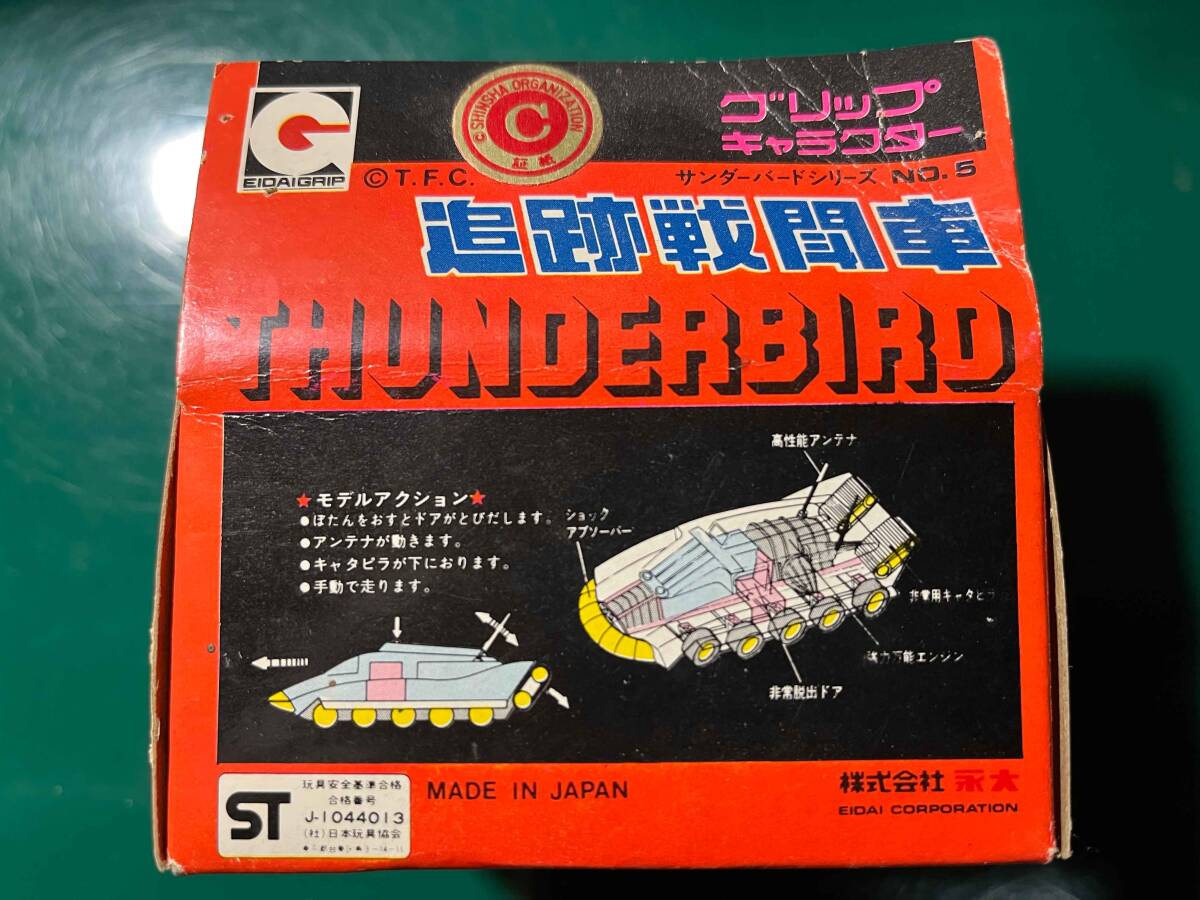 EIDAIGRIP
© SHINSHA ORGANIZATION
C
証紙
グリップ
キャラクター
© T.F.C.
サンダーバードシリーズ NO.5
追跡戦闘車
THUNDERBIRD
高性能アンテナ
★モデルアクション★
●ぼたんをおすとドアがとびだします。
●アンテナが動きます。
●キャタピラが下におります。
●手動で走ります。
ショック
アブソーバー
非常用キャタピラ
強力万能エンジン
非常脱出ドア
ST
玩具安全基準合格
合格番号
J-1044013
(社)日本玩具協会
MADE IN JAPAN
株式会社 永大
EIDAI CORPORATION